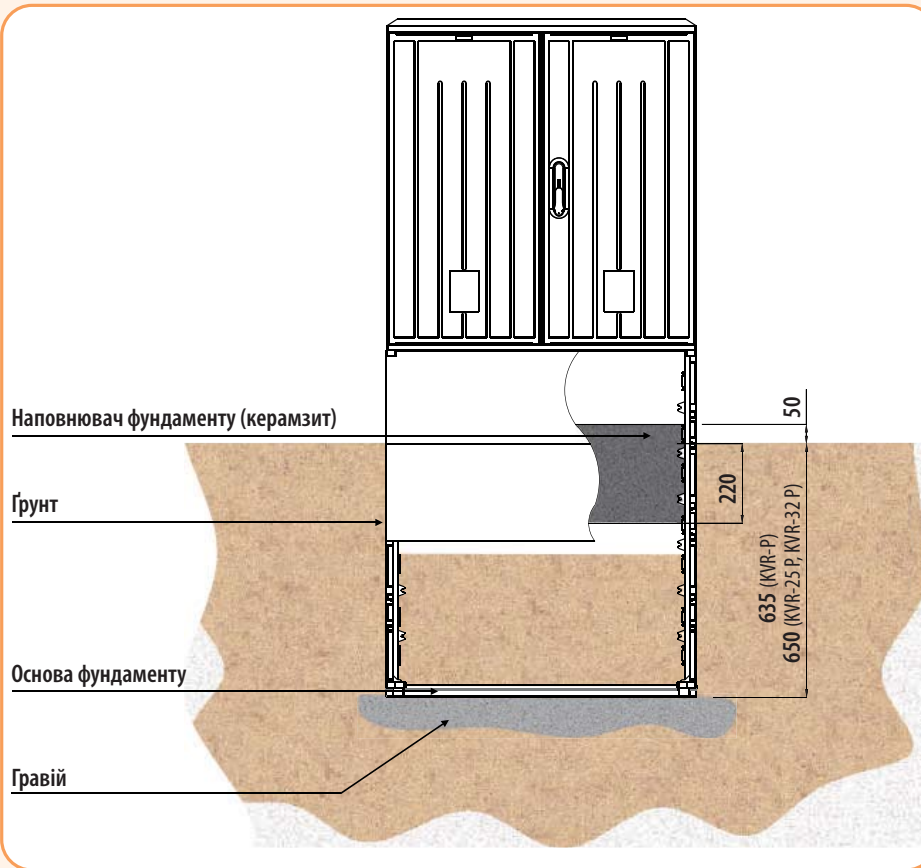 Наповнювач фундаменту (керамзит)
Ґрунт
Основа фундаменту
Гравій
50
220
635 (KVR-P)
650 (KVR-25 P, KVR-32 P)